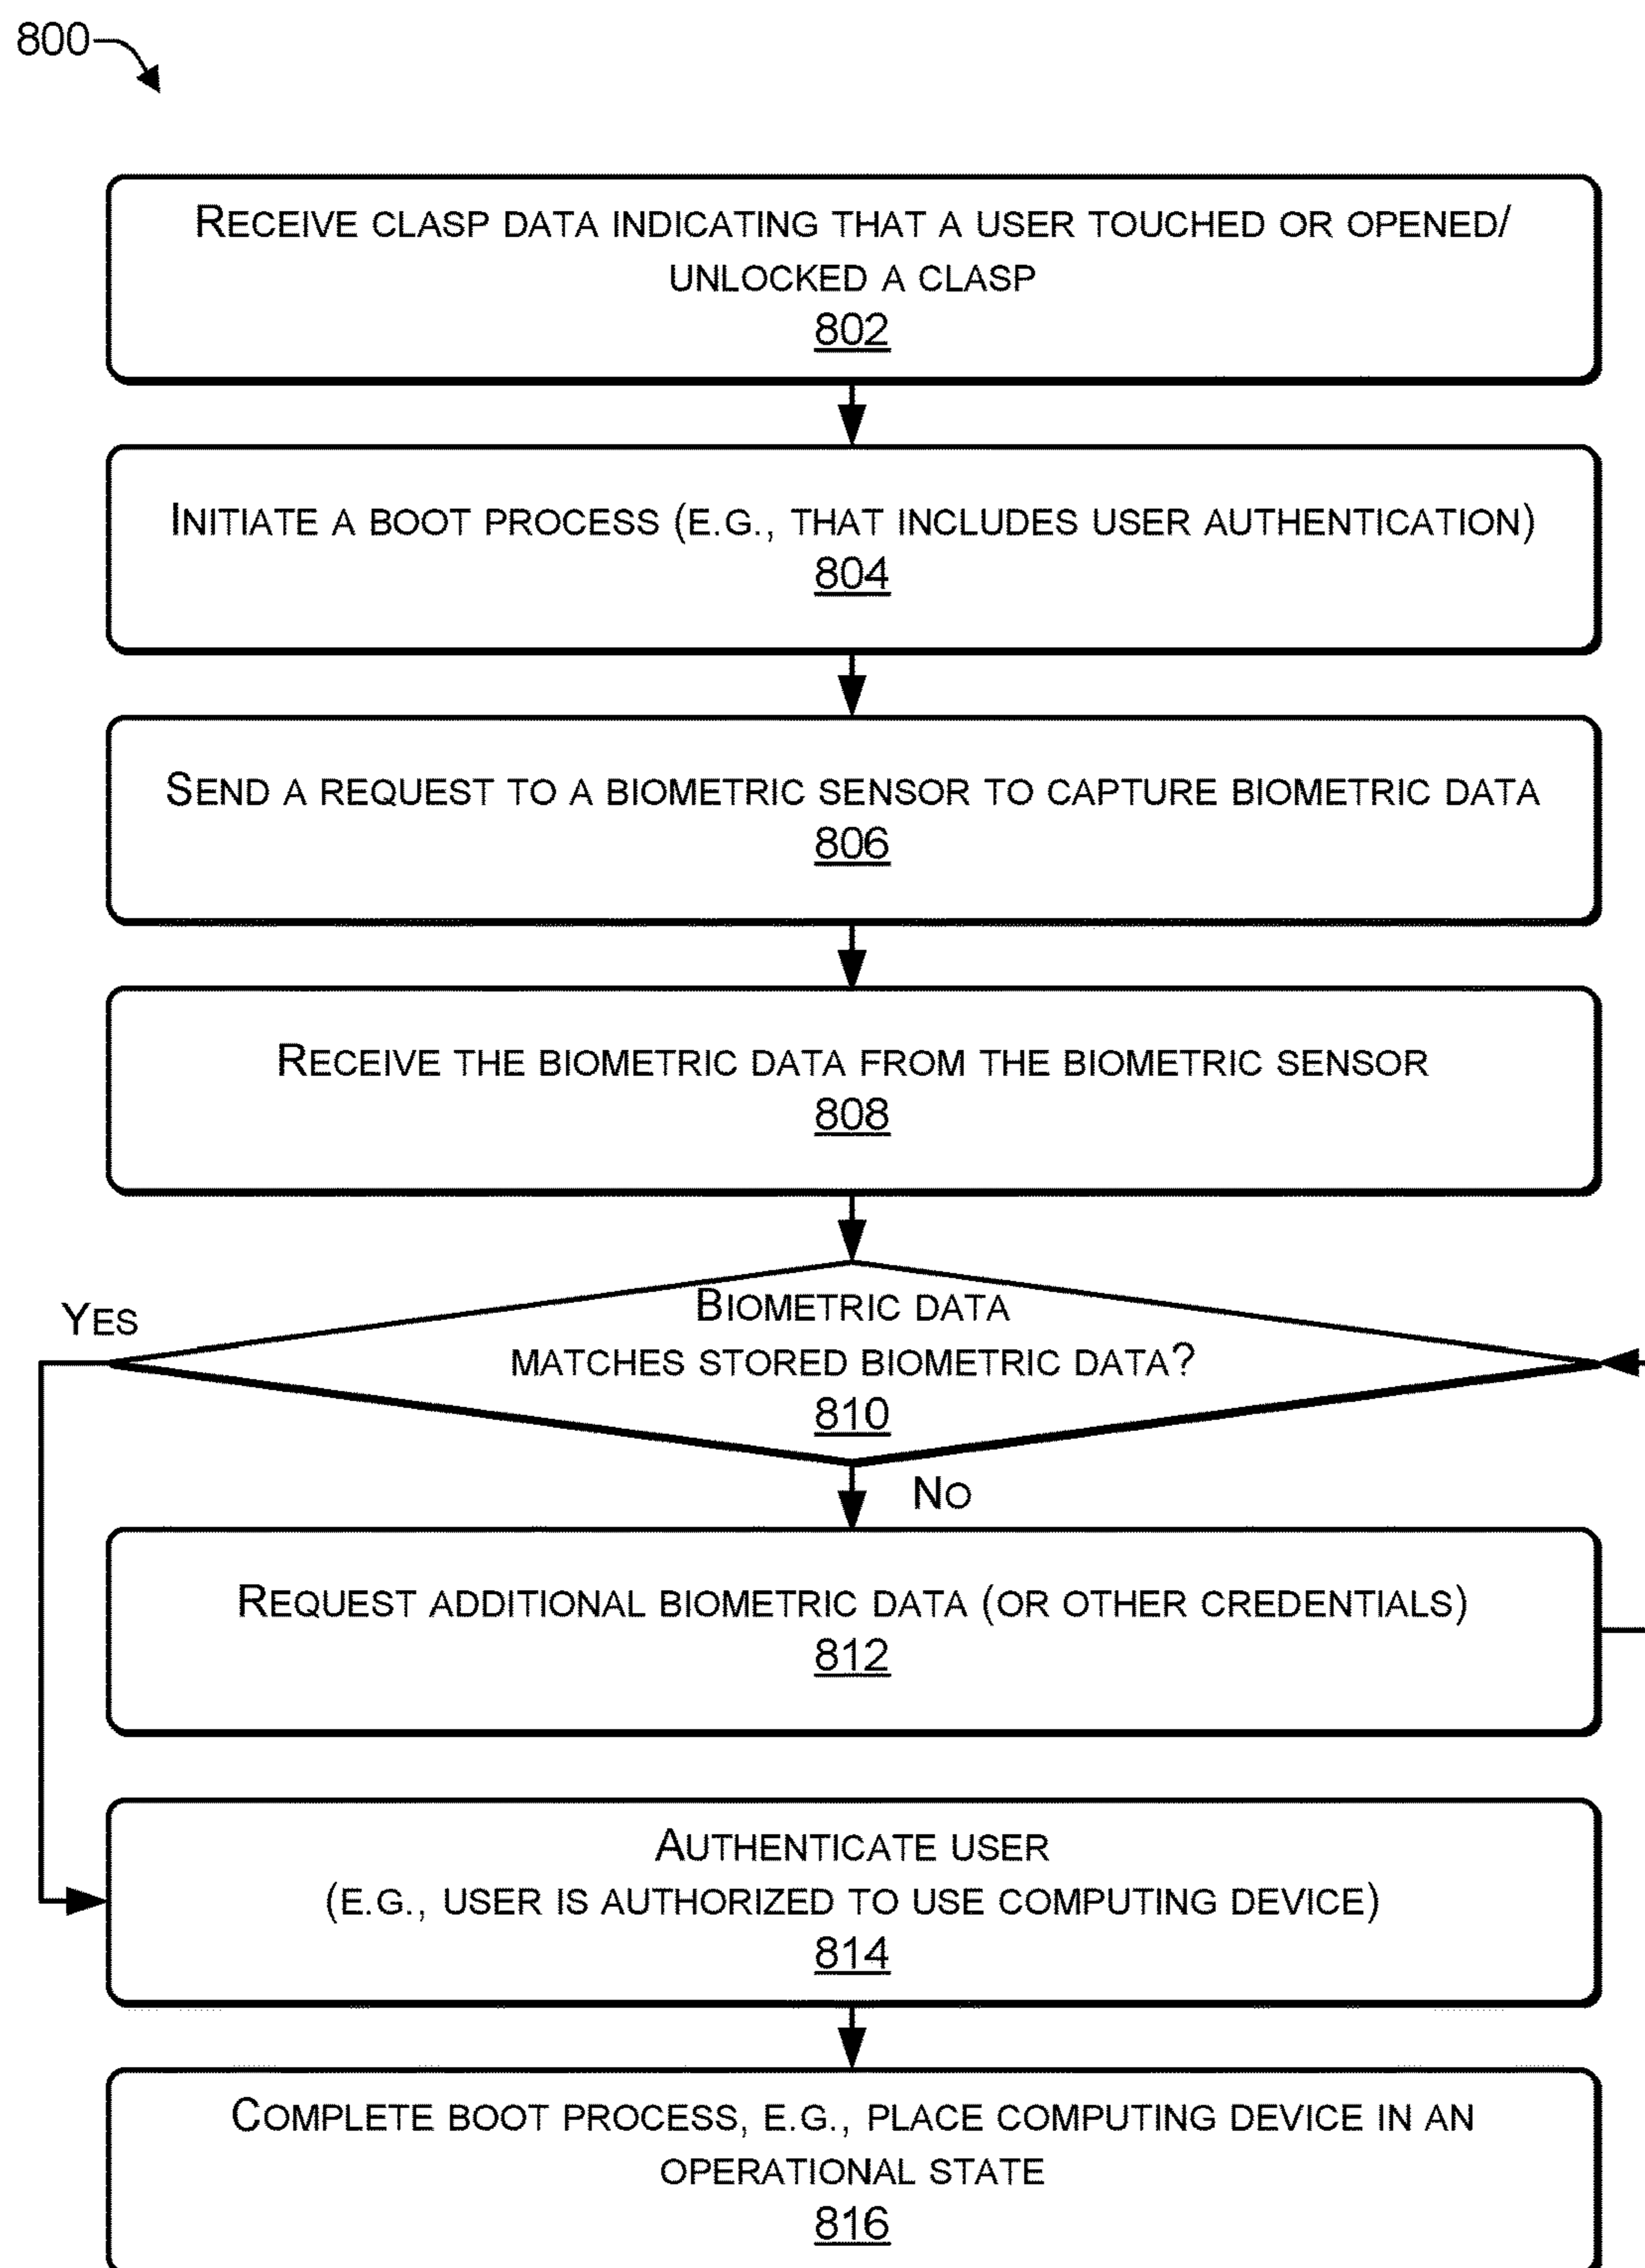 800
RECEIVE CLASP DATA INDICATING THAT A USER TOUCHED OR OPENED/
UNLOCKED A CLASP
802
INITIATE A BOOT PROCESS (E.G., THAT INCLUDES USER AUTHENTICATION)
804
SEND A REQUEST TO A BIOMETRIC SENSOR TO CAPTURE BIOMETRIC DATA
806
RECEIVE THE BIOMETRIC DATA FROM THE BIOMETRIC SENSOR
808
YES
BIOMETRIC DATA
MATCHES STORED BIOMETRIC DATA?
810
NO
REQUEST ADDITIONAL BIOMETRIC DATA (OR OTHER CREDENTIALS)
812
AUTHENTICATE USER
(E.G., USER IS AUTHORIZED TO USE COMPUTING DEVICE)
814
COMPLETE BOOT PROCESS, E.G., PLACE COMPUTING DEVICE IN AN
OPERATIONAL STATE
816